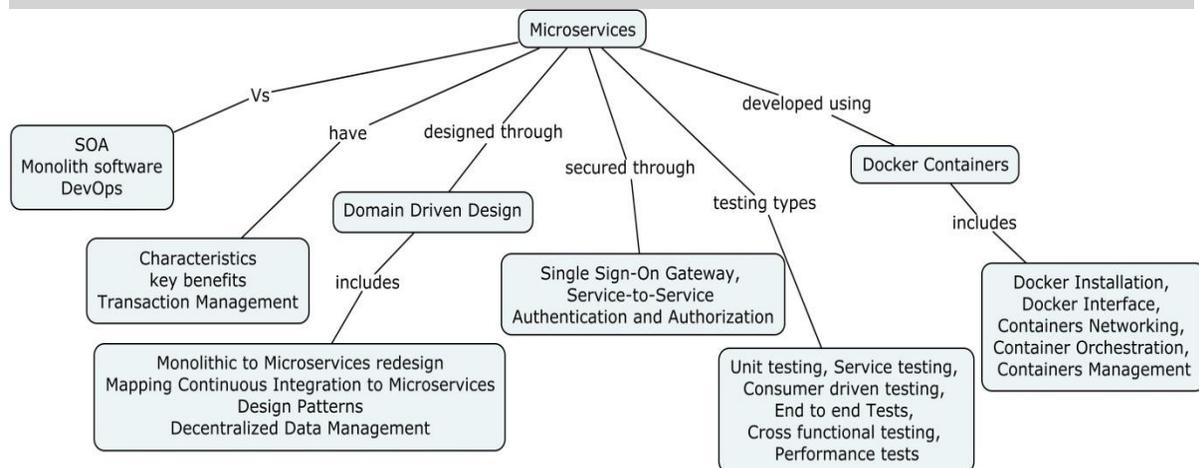 Microservices
Vs
developed using
have
designed through
SOA
Monolith software
DevOps
secured through
Docker Containers
testing types
Domain Driven Design
includes
Characteristics
key benefits
Transaction Management
includes
Single Sign-On Gateway,
Service-to-Service
Authentication and Authorization
Docker Installation,
Docker Interface,
Containers Networking,
Container Orchestration,
Containers Management
Monolithic to Microservices redesign
Mapping Continuous Integration to Microservices
Design Patterns
Decentralized Data Management
Unit testing, Service testing,
Consumer driven testing,
End to end Tests,
Cross functional testing,
Performance tests